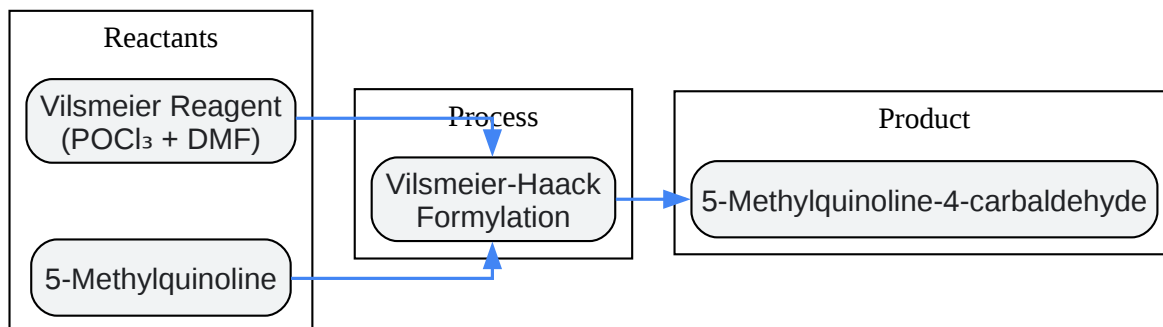 Reactants
Vilsmeier Reagent
(POCl₃ + DMF)
5-Methylquinoline
Process
Vilsmeier-Haack
Formylation
Product
5-Methylquinoline-4-carbaldehyde